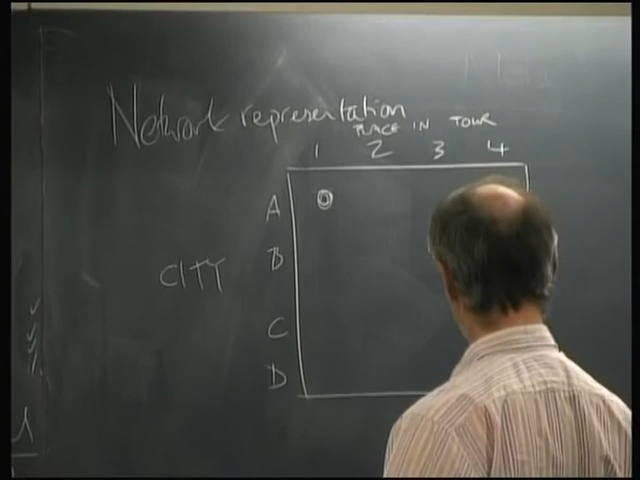 Network representation
PLACE IN TOUR
1 2 3 4
A
B
CITY
C
D